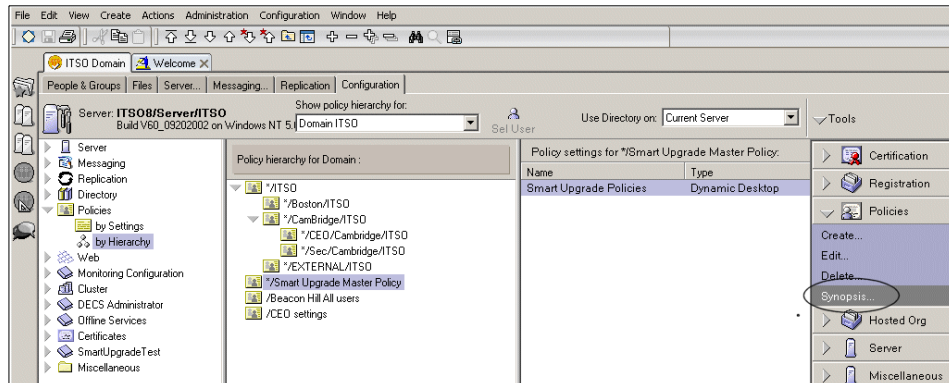 File Edit View Create Actions Administration Configuration Window Help
ITSO Domain Welcome
People & Groups Files Server... Messaging... Replication Configuration
Server: ITSO8/Server/ITSO
Build V60_09202002 on Windows NT 5.
Show policy hierarchy for:
Domain ITSO
Sel User
Use Directory on: Current Server
Tools
Server
Messaging
Replication
Directory
Policies
by Settings
by Hierarchy
Web
Monitoring Configuration
Cluster
DECS Administrator
Offline Services
Certificates
SmartUpgradeTest
Miscellaneous
Policy hierarchy for Domain :
*/ITSO
*/Boston/ITSO
*/CamBridge/ITSO
*/CEO/Cambridge/ITSO
*/Sec/Cambridge/ITSO
*/EXTERNAL/ITSO
*/Smart Upgrade Master Policy
/Beacon Hill All users
/CEO settings
Policy settings for */Smart Upgrade Master Policy:
Name Type
Smart Upgrade Policies Dynamic Desktop
Certification
Registration
Policies
Create...
Edit...
Delete...
Synopsis...
Hosted Org
Server
Miscellaneous